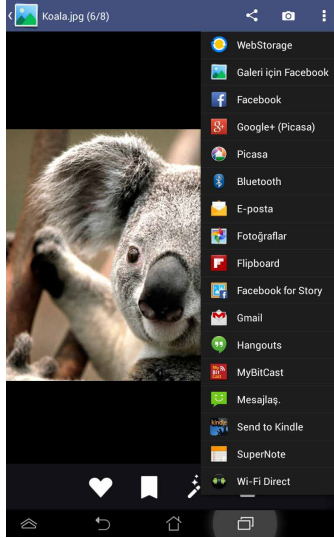 Koala.jpg (6/8)
WebStorage
Galeri için Facebook
Facebook
Google+ (Picasa)
Picasa
Bluetooth
E-posta
Fotoğraflar
Flipboard
Facebook for Story
Gmail
Hangouts
MyBitCast
Mesajlaş.
Send to Kindle
SuperNote
Wi-Fi Direct